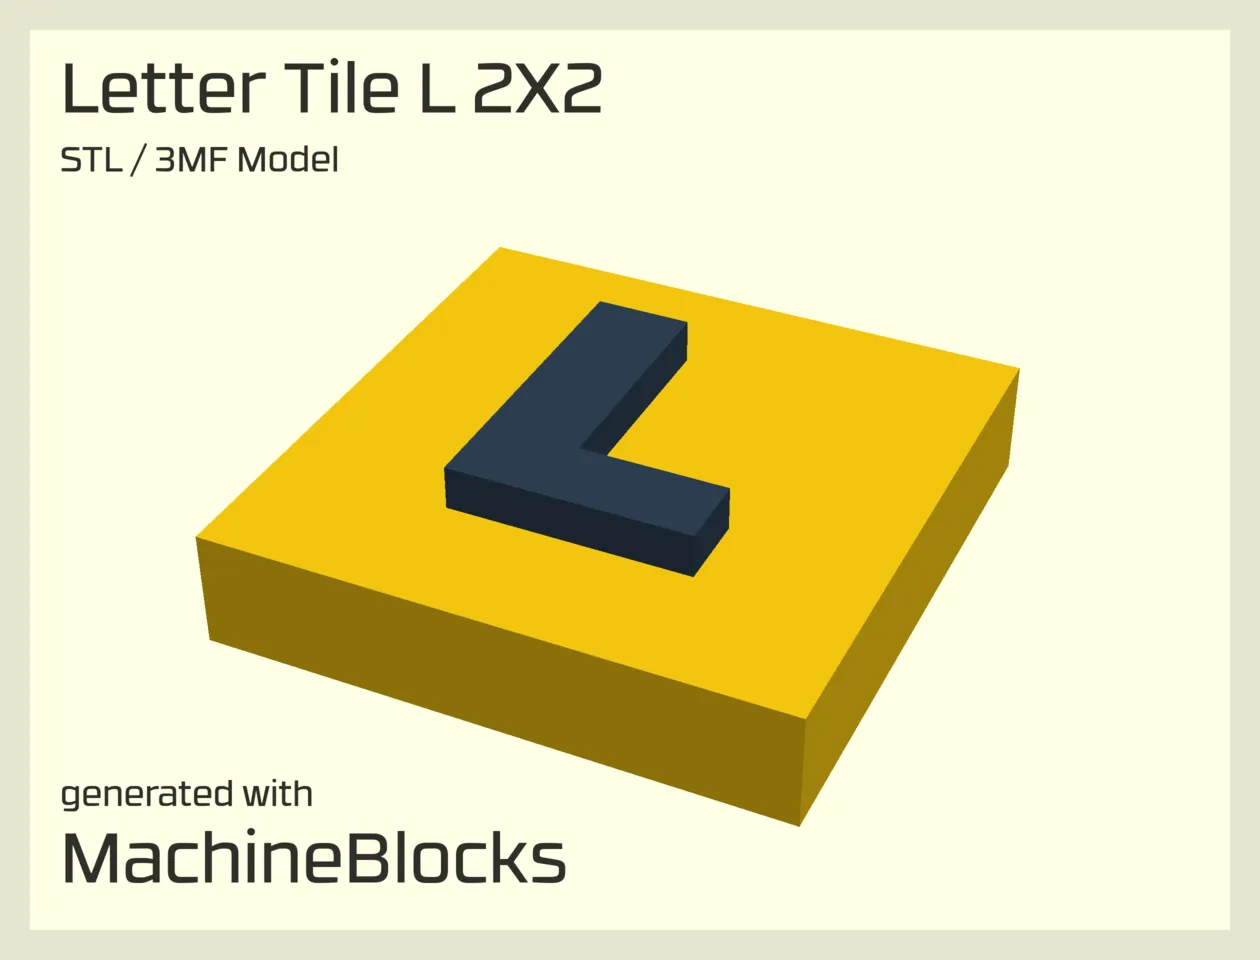 Letter Tile L 2X2
STL / 3MF Model
L
generated with
MachineBlocks